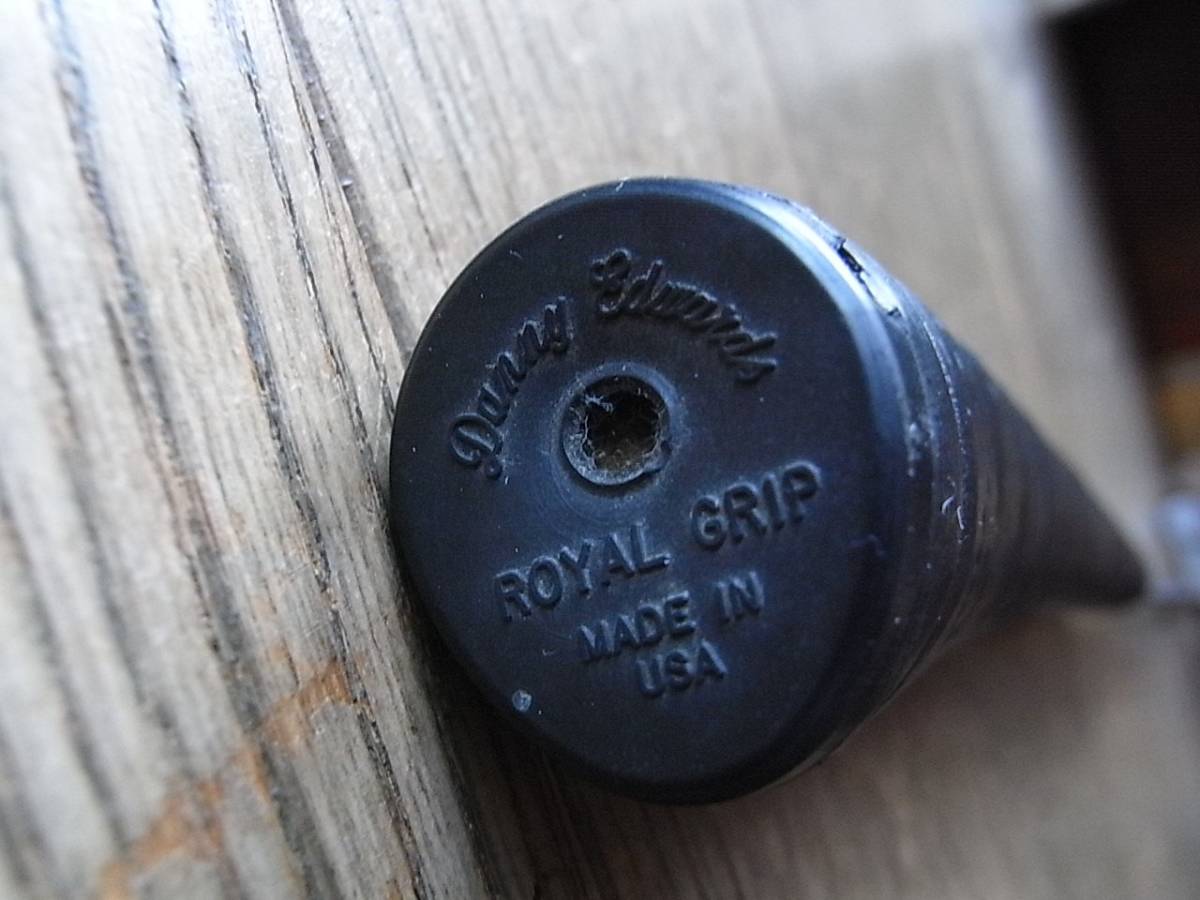 Danny Edwards
ROYAL GRIP
MADE IN
USA